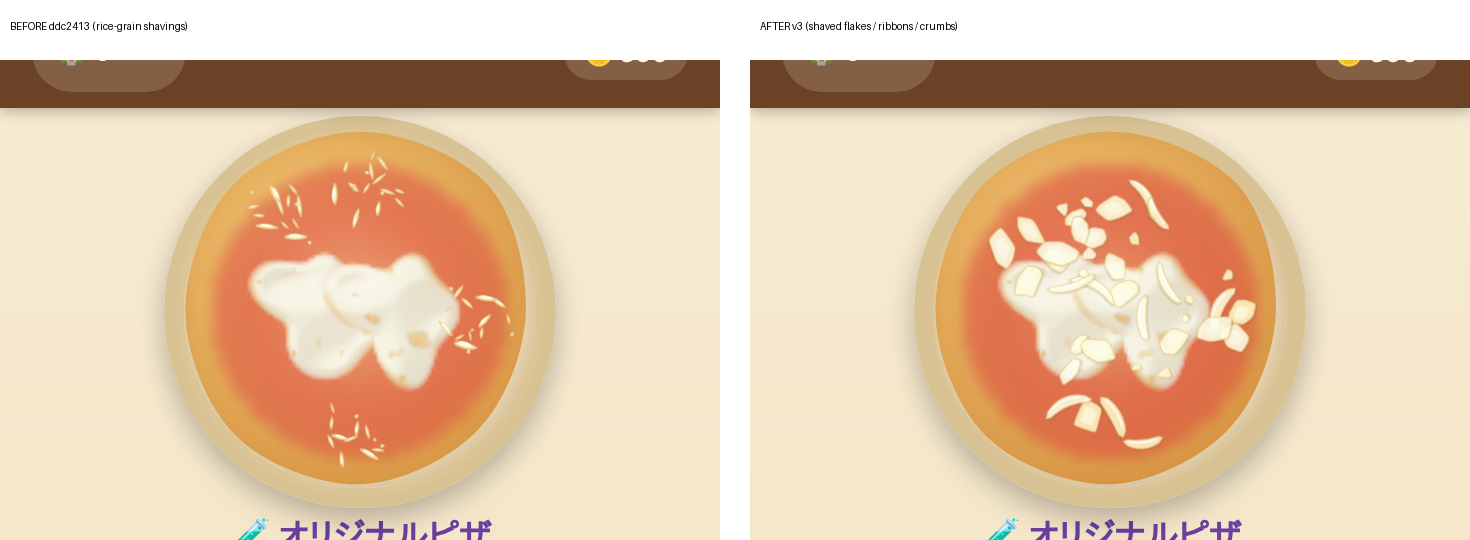 BEFORE ddc2413 (rice-grain shavings)
AFTER v3 (shaved flakes / ribbons / crumbs)
オリジナルピザ
オリジナルピザ